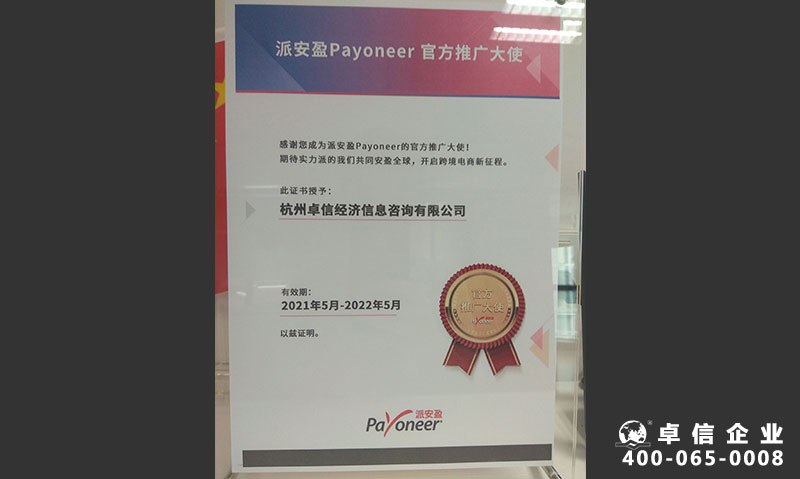 派安盈Payoneer 官方推广大使
感谢您成为派安盈Payoneer的官方推广大使！
期待实力派的我们共同安盈全球，开启跨境电商新征程。
此证书授予：
杭州卓信经济信息咨询有限公司
有效期：
2021年5月-2022年5月
以兹证明。
官方
推广大使
派安盈
Payoneer
卓信企业
400-065-0008